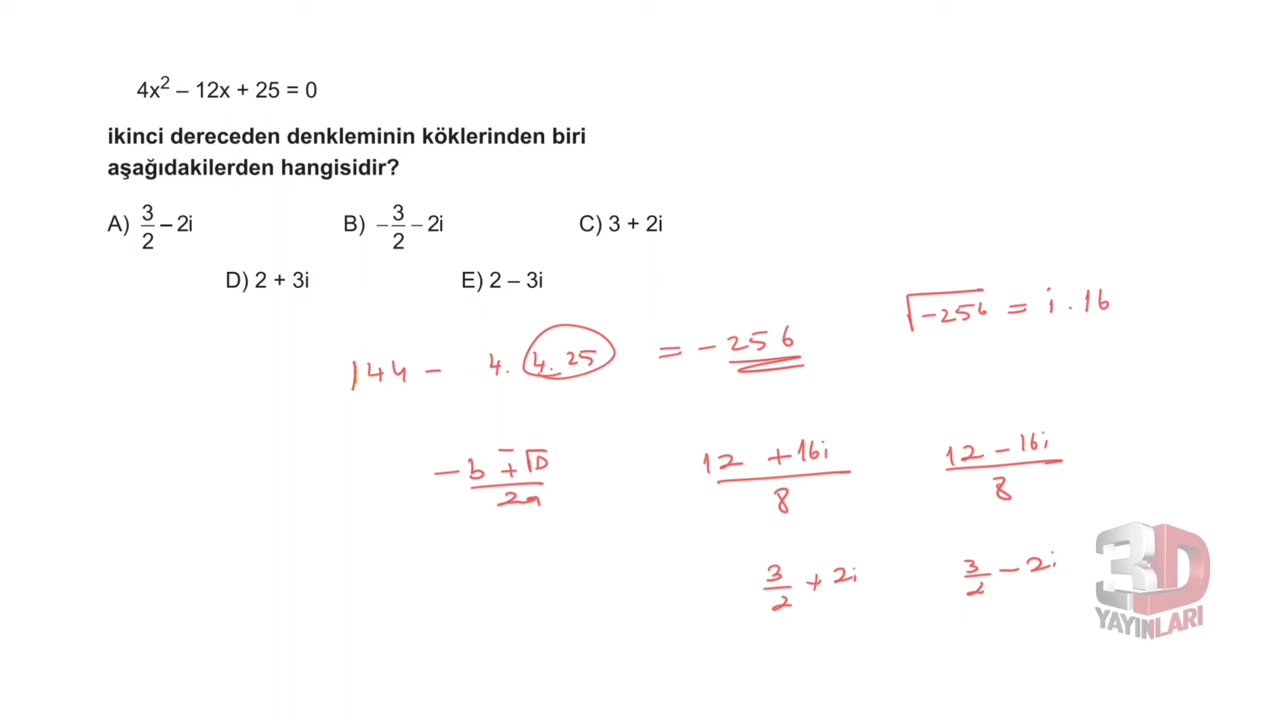 4x² – 12x + 25 = 0
ikinci dereceden denkleminin köklerinden biri
aşağıdakilerden hangisidir?
A) 3/2 – 2i B) –3/2 – 2i C) 3 + 2i
D) 2 + 3i E) 2 – 3i
√-256 = i . 16
144 - 4. 4. 25 = - 256
-b ∓ √D / 2a
12 + 16i / 8
12 - 16i / 8
3/2 + 2i
3/2 - 2i
3D
YAYINLARI